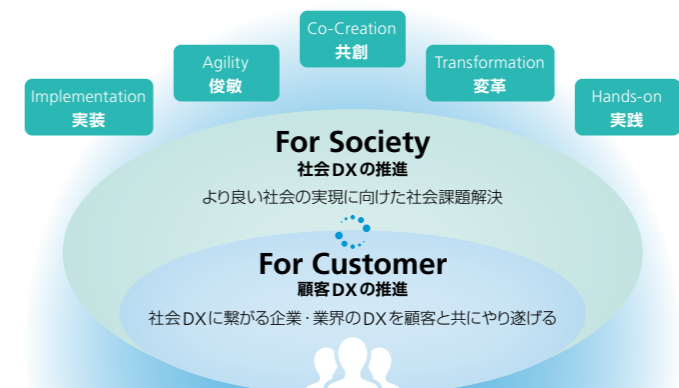 Co-Creation
共創
Agility
俊敏
Transformation
変革
Implementation
実装
Hands-on
実践
For Society
社会DXの推進
より良い社会の実現に向けた社会課題解決
For Customer
顧客DXの推進
社会DXに繋がる企業・業界のDXを顧客と共にやり遂げる